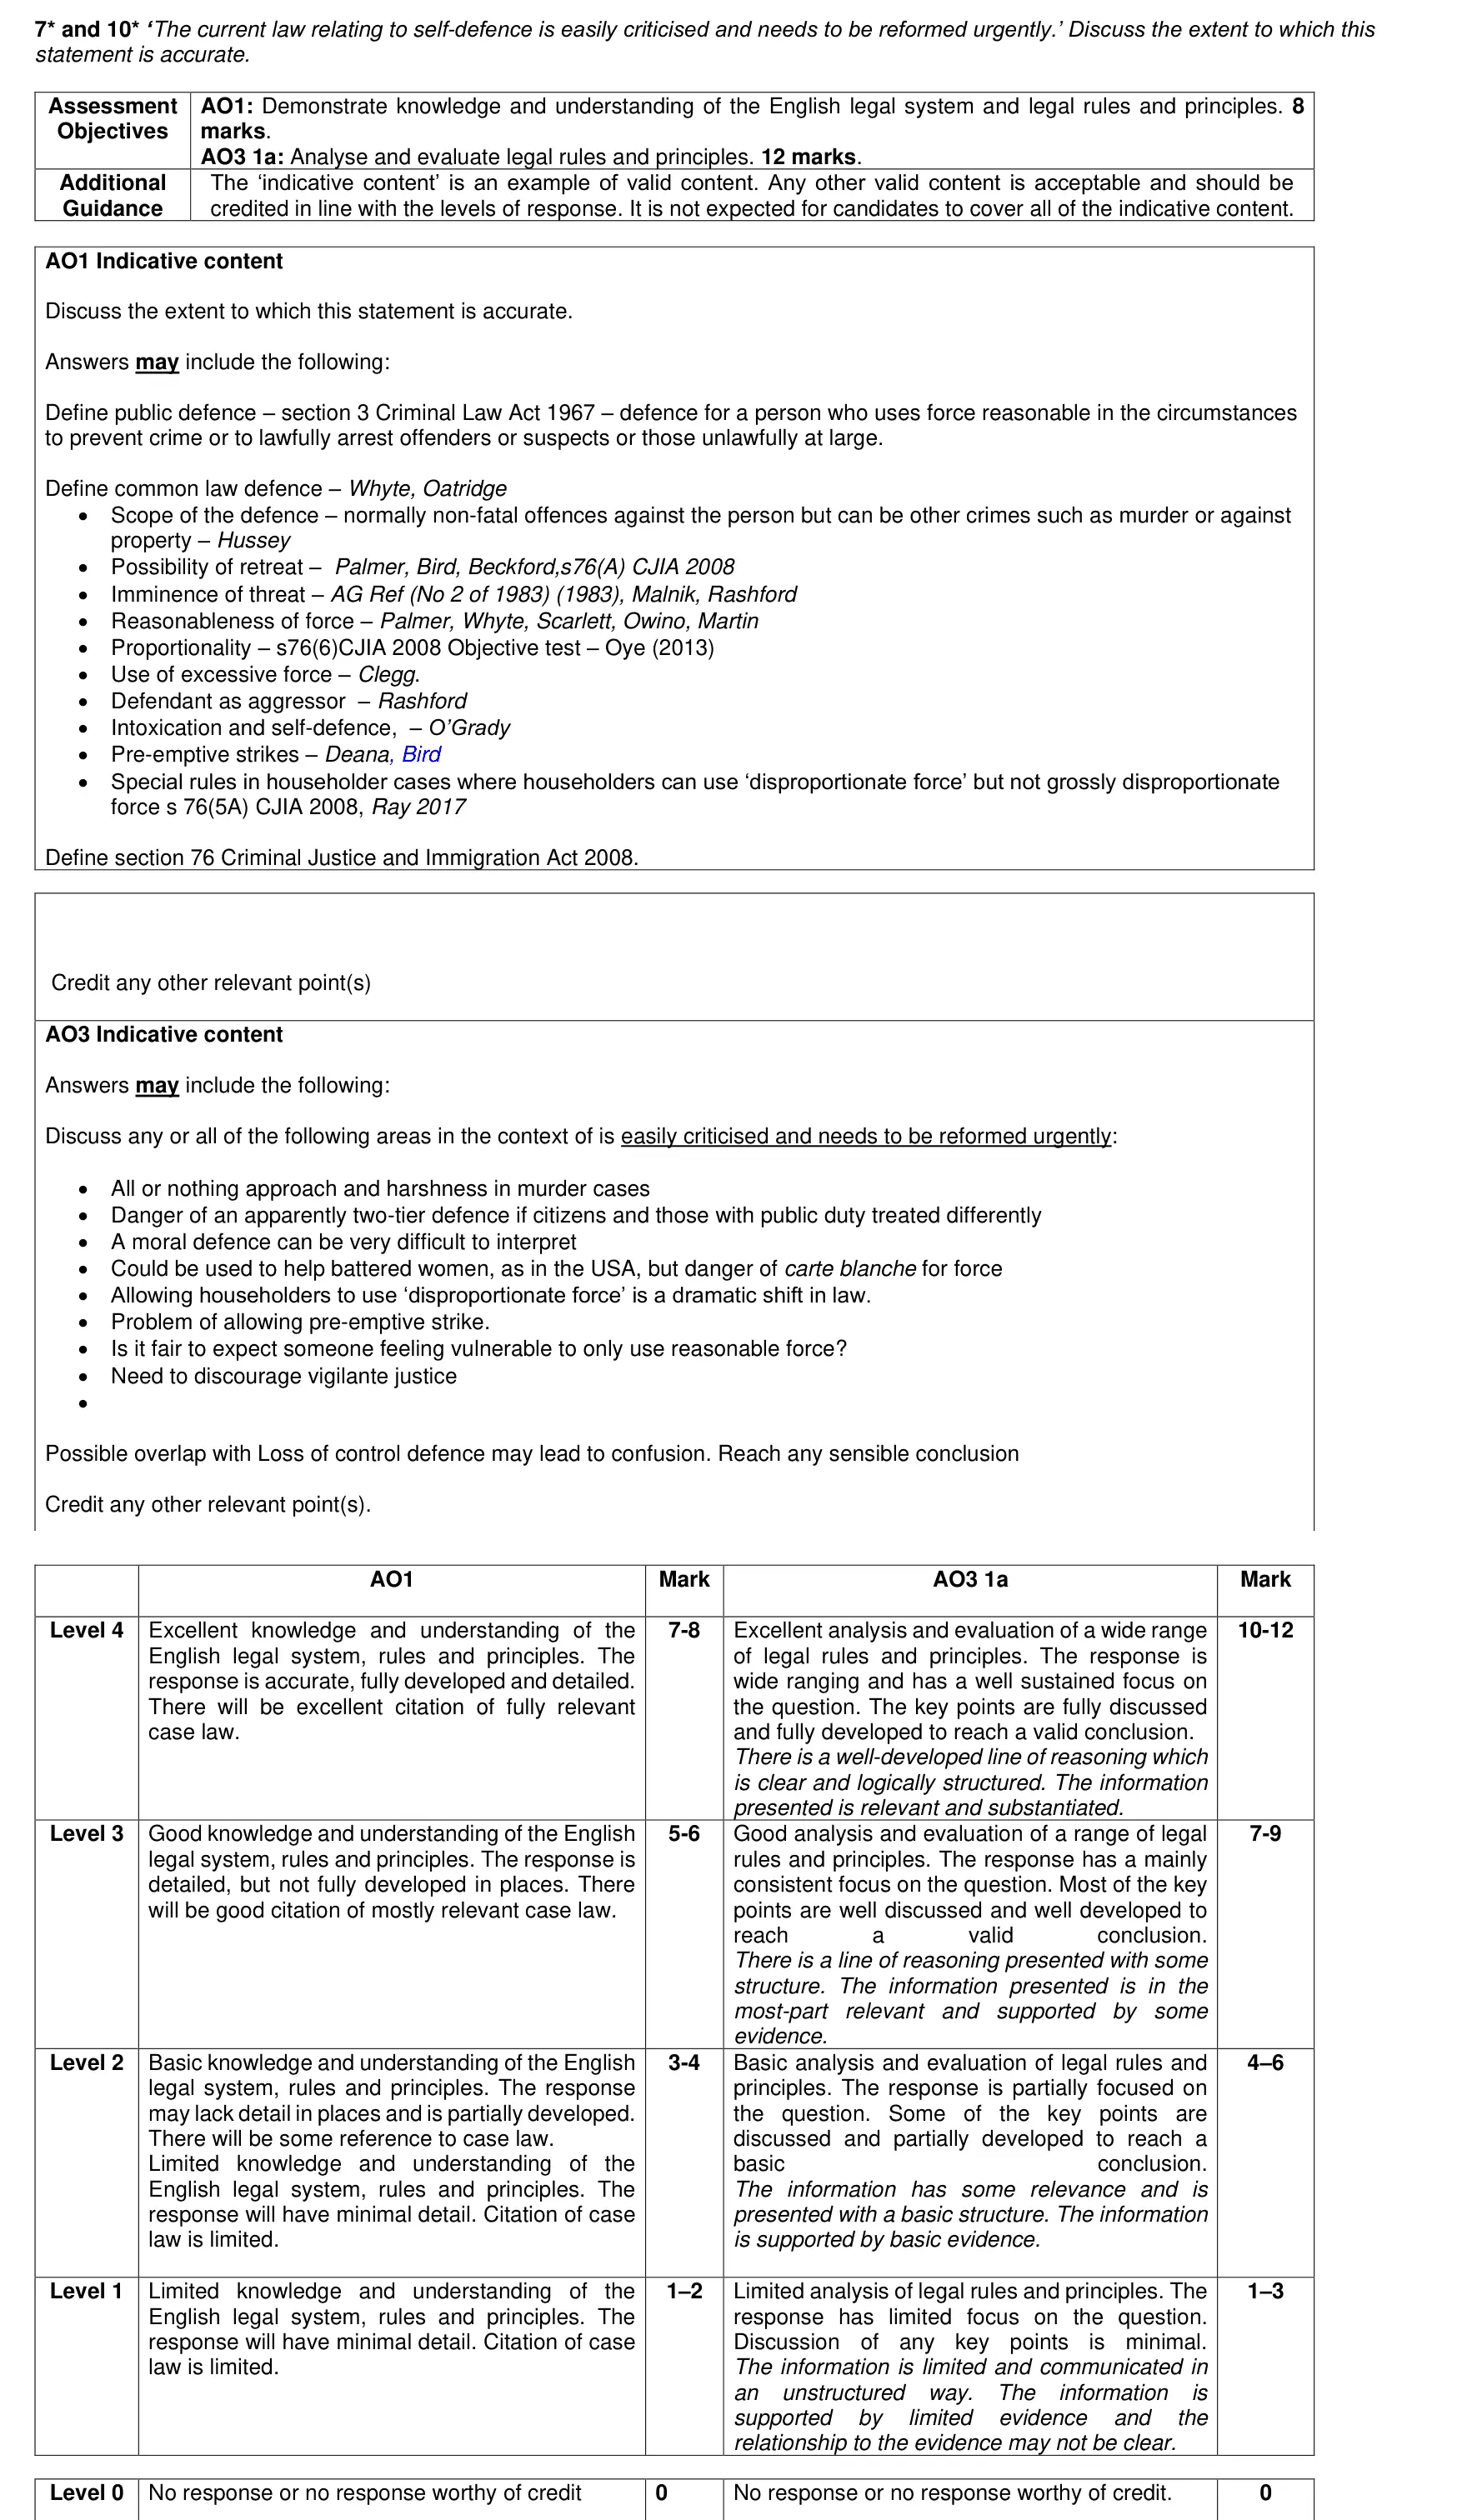 7* and 10* ‘The current law relating to self-defence is easily criticised and needs to be reformed urgently.’ Discuss the extent to which this
statement is accurate.
Assessment
Objectives
AO1: Demonstrate knowledge and understanding of the English legal system and legal rules and principles. 8
marks.
AO3 1a: Analyse and evaluate legal rules and principles. 12 marks.
Additional
Guidance
The ‘indicative content’ is an example of valid content. Any other valid content is acceptable and should be
credited in line with the levels of response. It is not expected for candidates to cover all of the indicative content.
AO1 Indicative content
Discuss the extent to which this statement is accurate.
Answers may include the following:
Define public defence – section 3 Criminal Law Act 1967 – defence for a person who uses force reasonable in the circumstances
to prevent crime or to lawfully arrest offenders or suspects or those unlawfully at large.
Define common law defence – Whyte, Oatridge
• Scope of the defence – normally non-fatal offences against the person but can be other crimes such as murder or against
property – Hussey
• Possibility of retreat – Palmer, Bird, Beckford,s76(A) CJIA 2008
• Imminence of threat – AG Ref (No 2 of 1983) (1983), Malnik, Rashford
• Reasonableness of force – Palmer, Whyte, Scarlett, Owino, Martin
• Proportionality – s76(6)CJIA 2008 Objective test – Oye (2013)
• Use of excessive force – Clegg.
• Defendant as aggressor – Rashford
• Intoxication and self-defence, – O’Grady
• Pre-emptive strikes – Deana, Bird
• Special rules in householder cases where householders can use ‘disproportionate force’ but not grossly disproportionate
force s 76(5A) CJIA 2008, Ray 2017
Define section 76 Criminal Justice and Immigration Act 2008.
Credit any other relevant point(s)
AO3 Indicative content
Answers may include the following:
Discuss any or all of the following areas in the context of is easily criticised and needs to be reformed urgently:
• All or nothing approach and harshness in murder cases
• Danger of an apparently two-tier defence if citizens and those with public duty treated differently
• A moral defence can be very difficult to interpret
• Could be used to help battered women, as in the USA, but danger of carte blanche for force
• Allowing householders to use ‘disproportionate force’ is a dramatic shift in law.
• Problem of allowing pre-emptive strike.
• Is it fair to expect someone feeling vulnerable to only use reasonable force?
• Need to discourage vigilante justice
•
Possible overlap with Loss of control defence may lead to confusion. Reach any sensible conclusion
Credit any other relevant point(s).
AO1
Mark
AO3 1a
Mark
Level 4
Excellent knowledge and understanding of the
English legal system, rules and principles. The
response is accurate, fully developed and detailed.
There will be excellent citation of fully relevant
case law.
7-8
Excellent analysis and evaluation of a wide range
of legal rules and principles. The response is
wide ranging and has a well sustained focus on
the question. The key points are fully discussed
and fully developed to reach a valid conclusion.
There is a well-developed line of reasoning which
is clear and logically structured. The information
presented is relevant and substantiated.
10-12
Level 3
Good knowledge and understanding of the English
legal system, rules and principles. The response is
detailed, but not fully developed in places. There
will be good citation of mostly relevant case law.
5-6
Good analysis and evaluation of a range of legal
rules and principles. The response has a mainly
consistent focus on the question. Most of the key
points are well discussed and well developed to
reach a valid conclusion.
There is a line of reasoning presented with some
structure. The information presented is in the
most-part relevant and supported by some
evidence.
7-9
Level 2
Basic knowledge and understanding of the English
legal system, rules and principles. The response
may lack detail in places and is partially developed.
There will be some reference to case law.
Limited knowledge and understanding of the
English legal system, rules and principles. The
response will have minimal detail. Citation of case
law is limited.
3-4
Basic analysis and evaluation of legal rules and
principles. The response is partially focused on
the question. Some of the key points are
discussed and partially developed to reach a
basic conclusion.
The information has some relevance and is
presented with a basic structure. The information
is supported by basic evidence.
4–6
Level 1
Limited knowledge and understanding of the
English legal system, rules and principles. The
response will have minimal detail. Citation of case
law is limited.
1–2
Limited analysis of legal rules and principles. The
response has limited focus on the question.
Discussion of any key points is minimal.
The information is limited and communicated in
an unstructured way. The information is
supported by limited evidence and the
relationship to the evidence may not be clear.
1–3
Level 0
No response or no response worthy of credit
0
No response or no response worthy of credit.
0